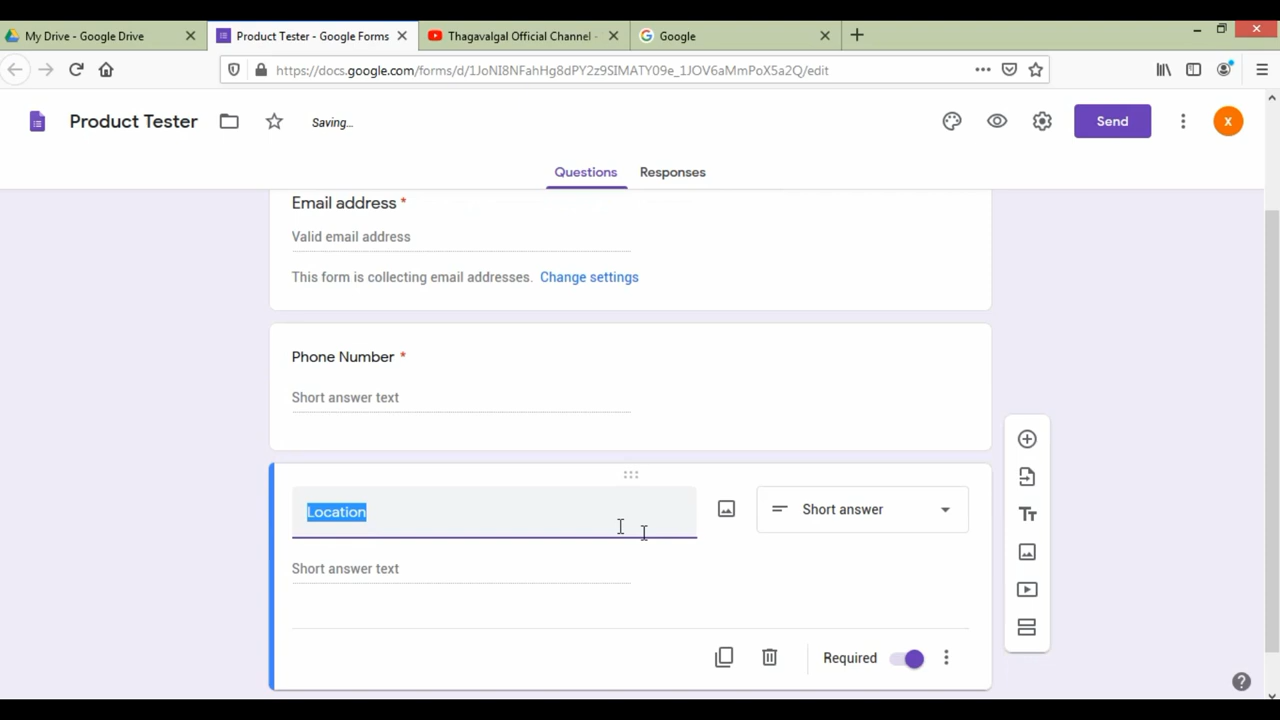 My Drive - Google Drive
Product Tester - Google Forms
Thagavalgal Official Channel -
Google
https://docs.google.com/forms/d/1JoNI8NFahHg8dPY2z9SIMATY09e_1JOV6aMmPoX5a2Q/edit
Product Tester
Saving...
Send
X
Questions
Responses
Email address *
Valid email address
This form is collecting email addresses. Change settings
Phone Number *
Short answer text
Location
Short answer
Short answer text
Required